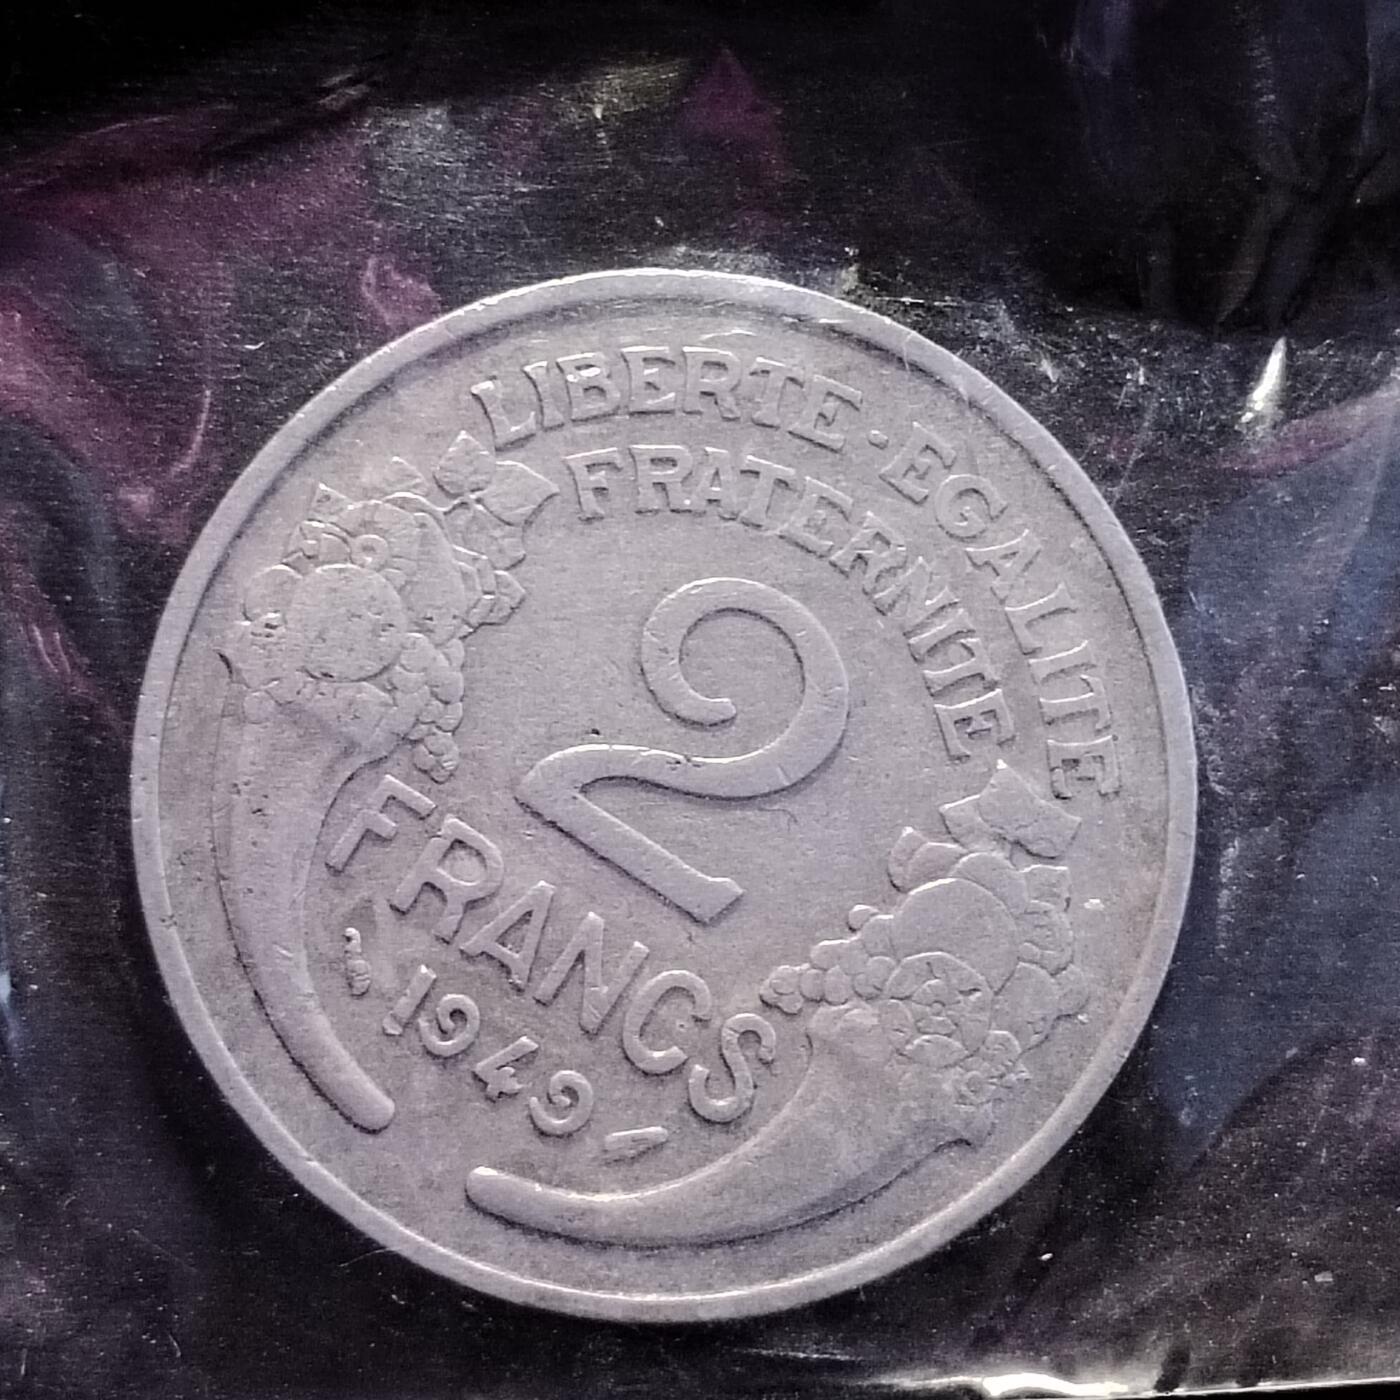 LIBERTE·EGALITE
FRATERNITE
2
FRANCS
1949